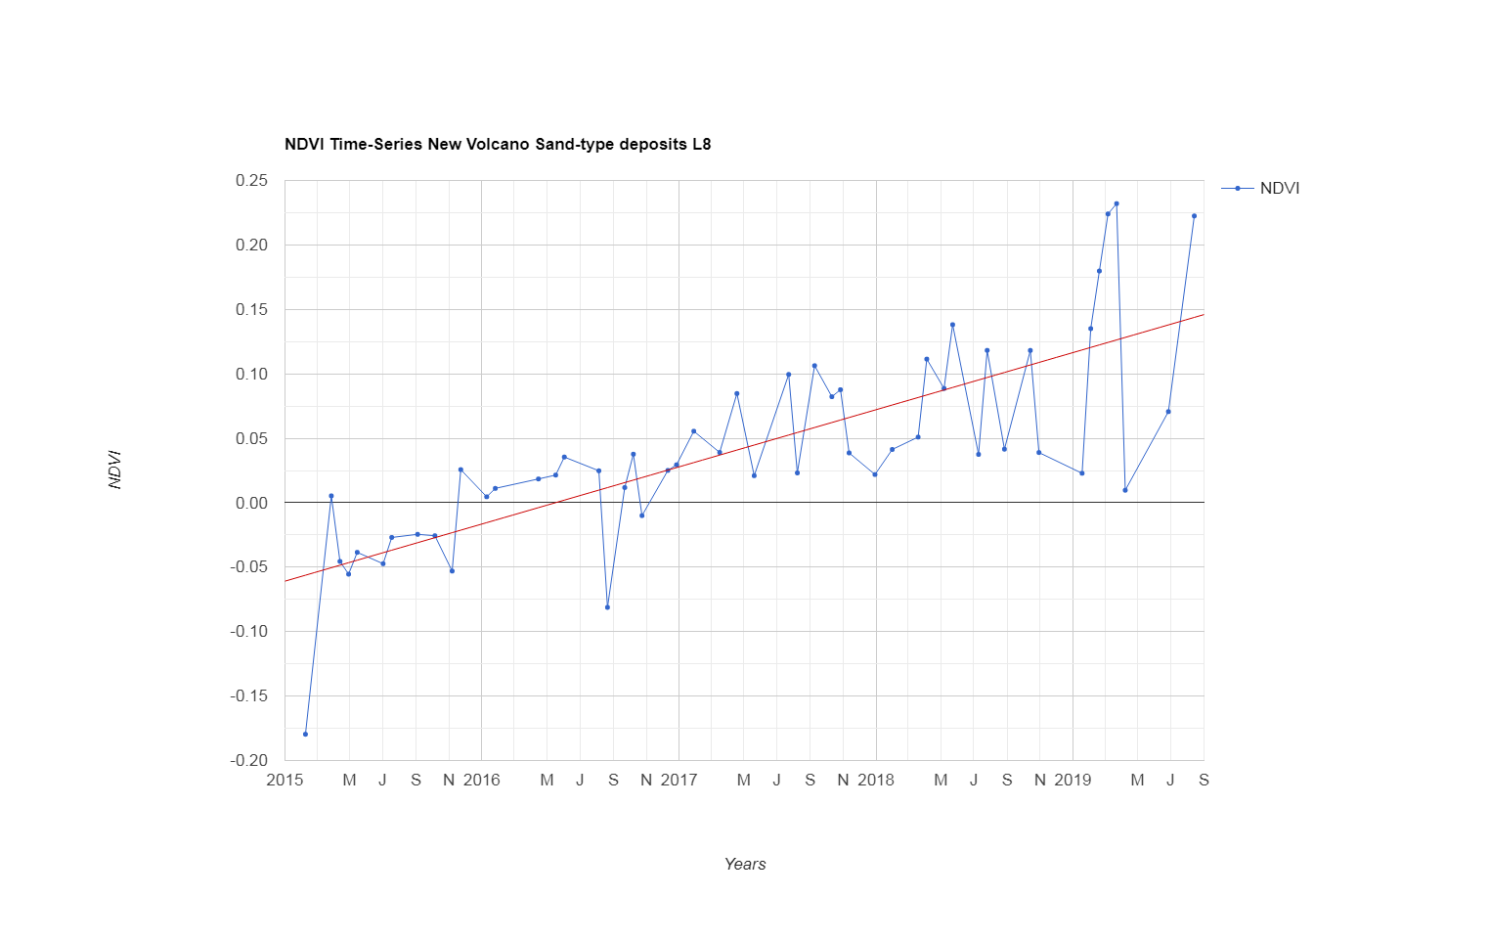 NDVI Time-Series New Volcano Sand-type deposits L8
NDVI
0.25
0.20
0.15
0.10
0.05
0.00
-0.05
-0.10
-0.15
-0.20
NDVI
2015 M J S N 2016 M J S N 2017 M J S N 2018 M J S N 2019 M J S
Years